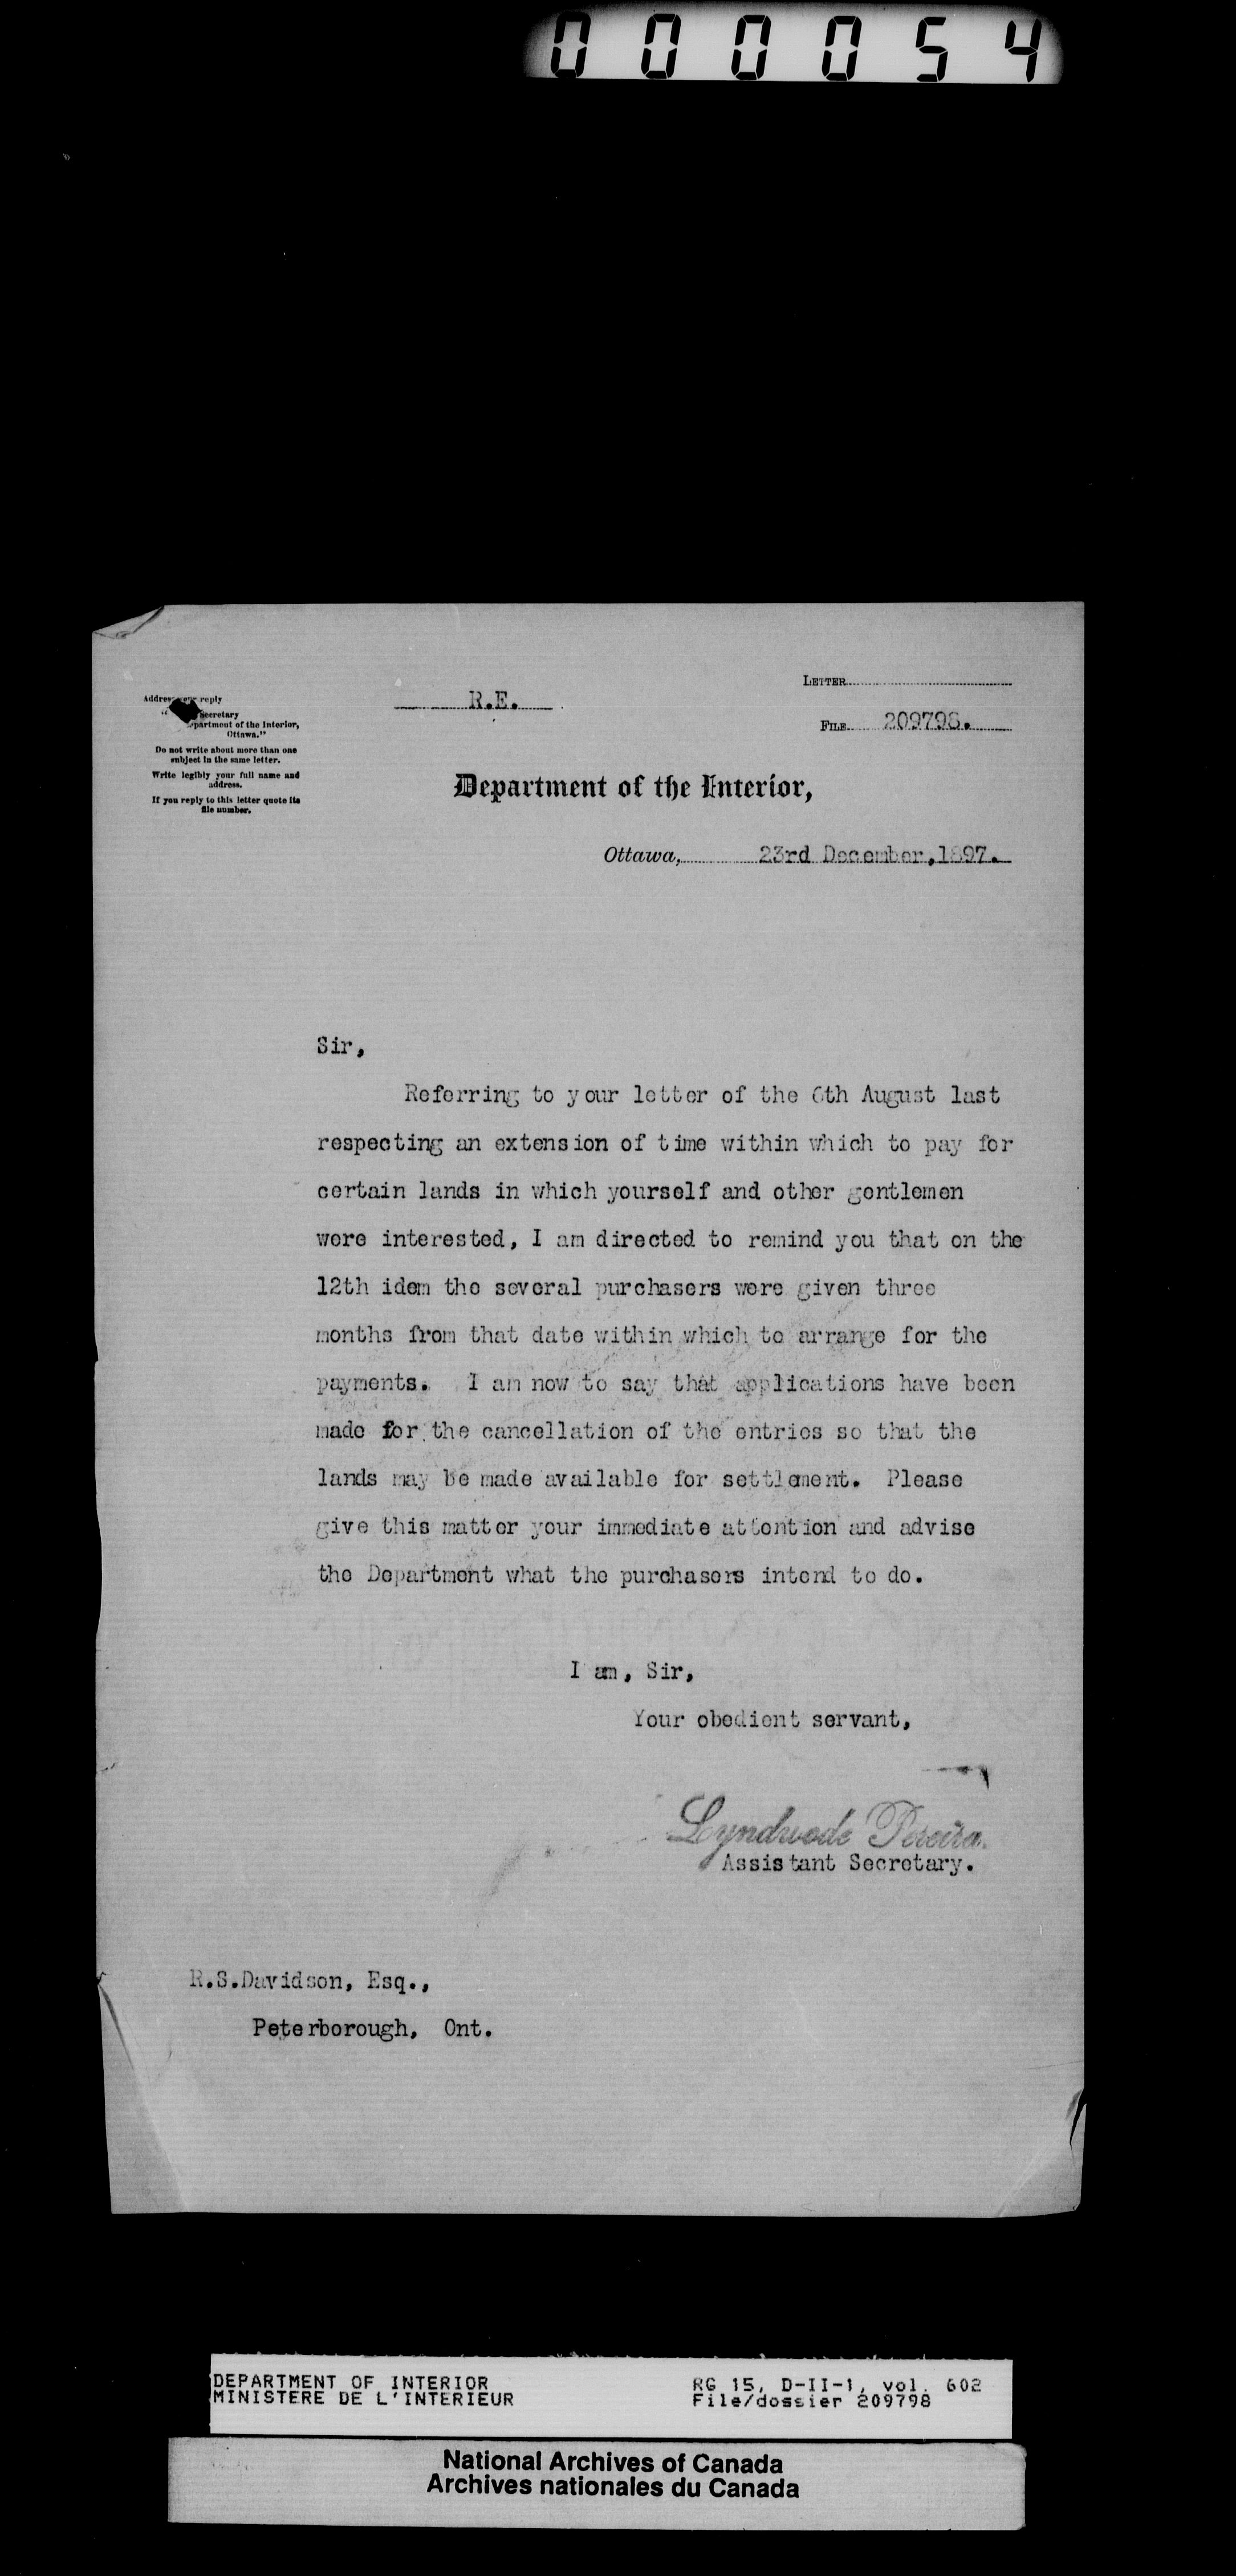 000054
R.E.
LETTER
FILE 209798.
Address your reply
" Secretary
Department of the Interior,
Ottawa."
Do not write about more than one
subject in the same letter.
Write legibly your full name and
address.
If you reply to this letter quote its
file number.
Department of the Interior,
Ottawa, 23rd December, 1897.
Sir,
Referring to your letter of the 6th August last
respecting an extension of time within which to pay for
certain lands in which yourself and other gentlemen
were interested, I am directed to remind you that on the
12th idem the several purchasers were given three
months from that date within which to arrange for the
payments. I am now to say that applications have been
made for the cancellation of the entries so that the
lands may be made available for settlement. Please
give this matter your immediate attention and advise
the Department what the purchasers intend to do.
I am, Sir,
Your obedient servant,
Lyndwode Pereira
Assistant Secretary.
R.S.Davidson, Esq.,
Peterborough, Ont.
DEPARTMENT OF INTERIOR
MINISTERE DE L'INTERIEUR
RG 15, D-II-1, vol. 602
File/dossier 209798
National Archives of Canada
Archives nationales du Canada